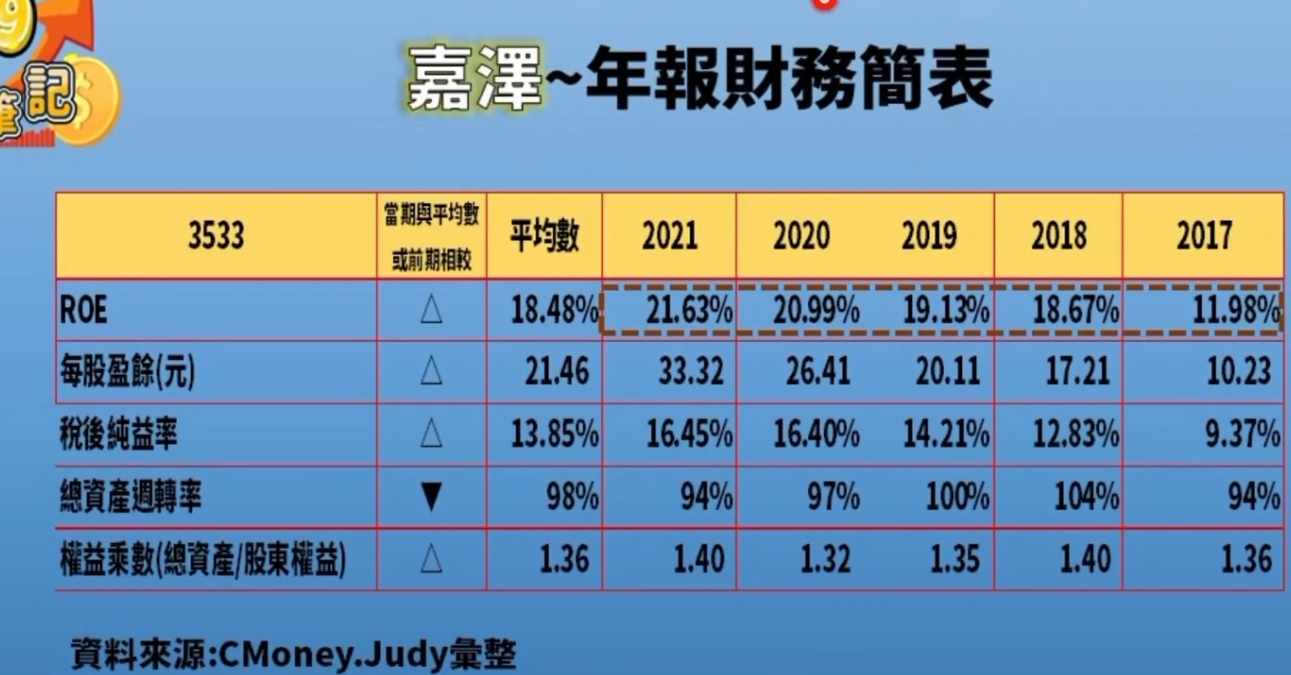 9
筆記
$
嘉澤~年報財務簡表
3533 當期與平均數或前期相較 平均數 2021 2020 2019 2018 2017
ROE △ 18.48% 21.63% 20.99% 19.13% 18.67% 11.98%
每股盈餘(元) △ 21.46 33.32 26.41 20.11 17.21 10.23
稅後純益率 △ 13.85% 16.45% 16.40% 14.21% 12.83% 9.37%
總資產週轉率 ▼ 98% 94% 97% 100% 104% 94%
權益乘數(總資產/股東權益) △ 1.36 1.40 1.32 1.35 1.40 1.36
資料來源:CMoney.Judy彙整